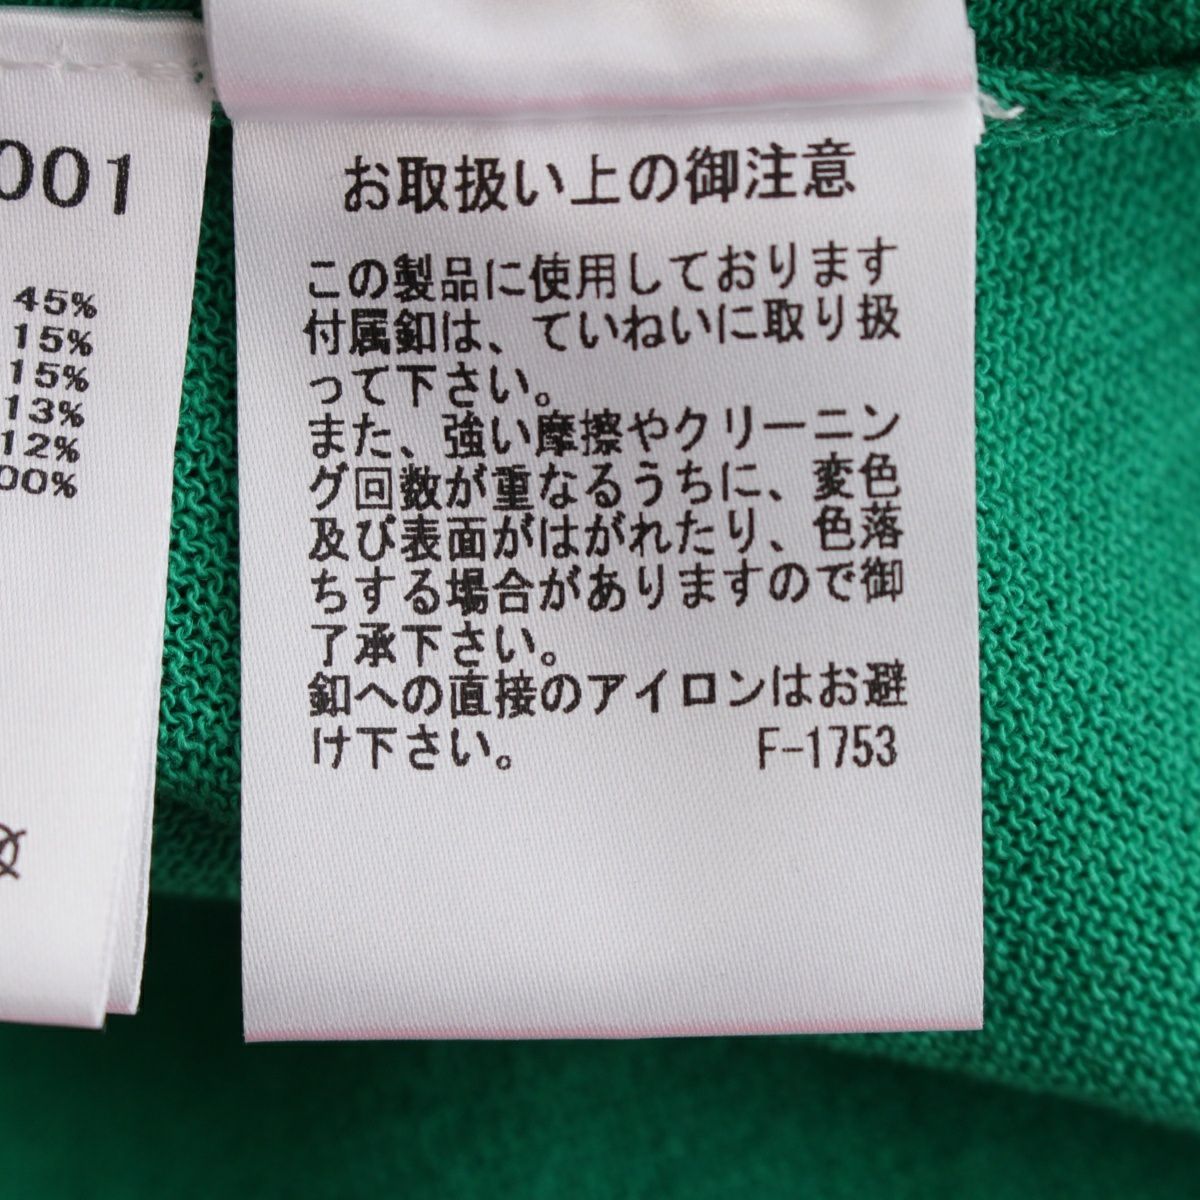 001
45%
15%
15%
13%
12%
00%
お取扱い上の御注意
この製品に使用しております
付属釦は、ていねいに取り扱
って下さい。
また、強い摩擦やクリーニン
グ回数が重なるうちに、変色
及び表面がはがれたり、色落
ちする場合がありますので御
了承下さい。
釦への直接のアイロンはお避
け下さい。 F-1753